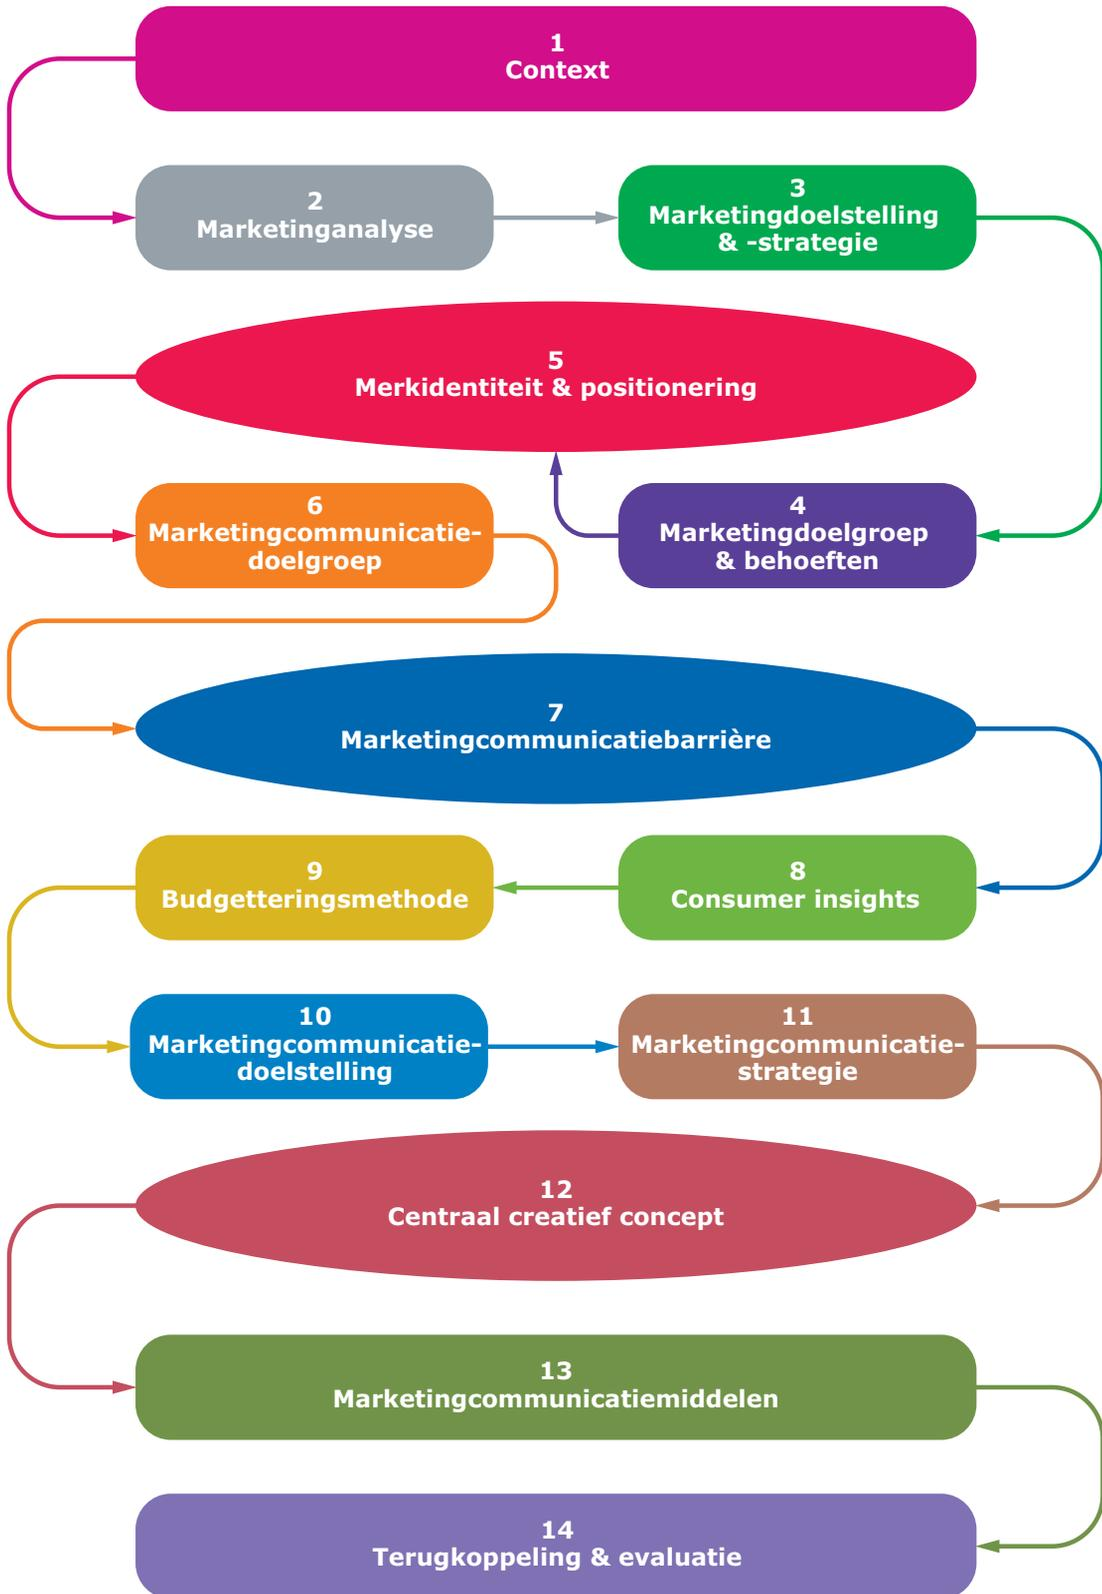 1
Context
2
Marketinganalyse
3
Marketingdoelstelling
& -strategie
4
Marketingdoelgroep
& behoeften
5
Merkidentiteit & positionering
6
Marketingcommunicatie-
doelgroep
7
Marketingcommunicatiebarrière
8
Consumer insights
9
Budgetteringsmethode
10
Marketingcommunicatie-
doelstelling
11
Marketingcommunicatie-
strategie
12
Centraal creatief concept
13
Marketingcommunicatiemiddelen
14
Terugkoppeling & evaluatie